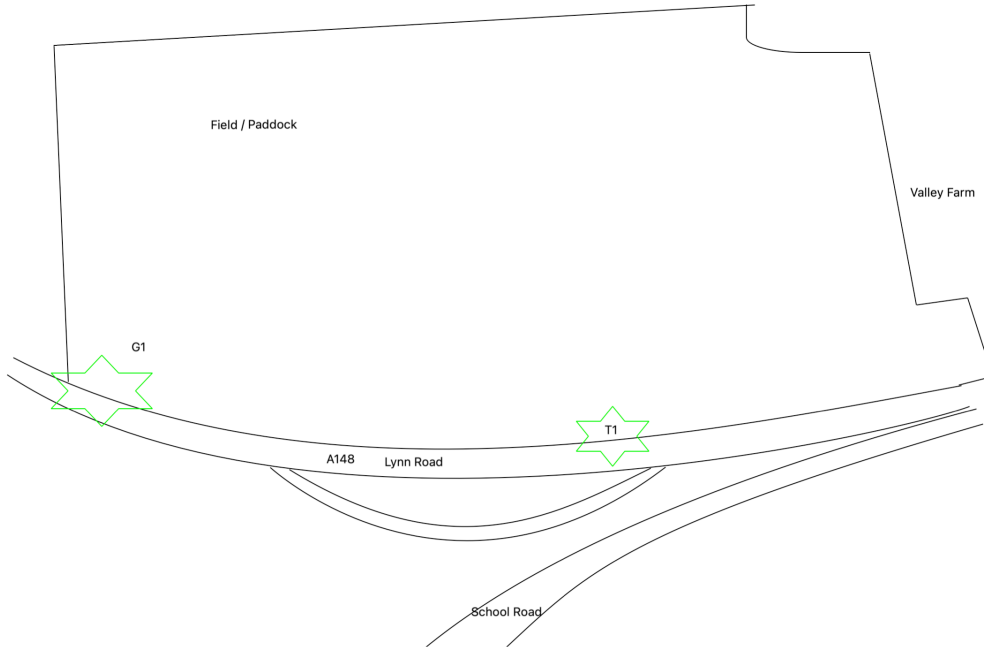 Field / Paddock
Valley Farm
G1
T1
A148 Lynn Road
School Road